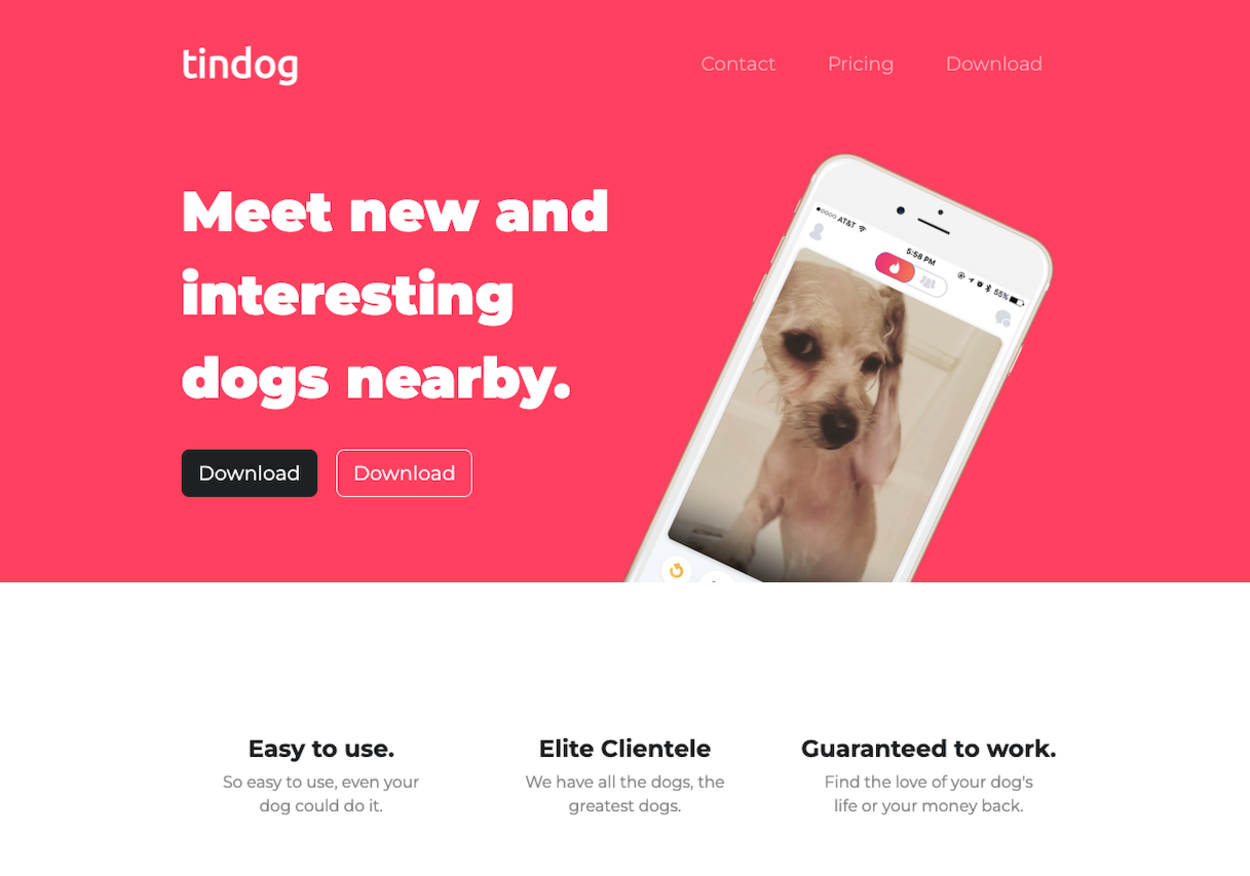 tindog
Contact Pricing Download
Meet new and
interesting
dogs nearby.
Download Download
AT&T
5:58 PM
55%
Easy to use.
So easy to use, even your
dog could do it.
Elite Clientele
We have all the dogs, the
greatest dogs.
Guaranteed to work.
Find the love of your dog's
life or your money back.